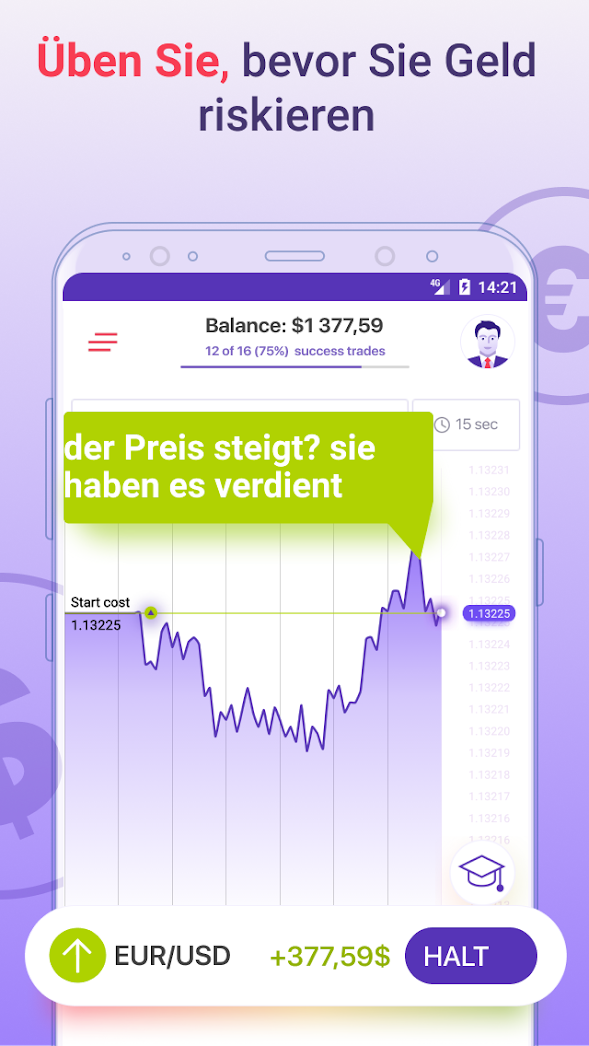 Üben Sie, bevor Sie Geld
riskieren
4G 14:21
Balance: $1 377,59
12 of 16 (75%) success trades
15 sec
der Preis steigt? sie
haben es verdient
1.13231
1.13230
1.13229
1.13228
1.13227
1.13226
Start cost
1.13225
1.13225
1.13225
1.13224
1.13223
1.13222
1.13221
1.13220
1.13219
1.13218
1.13217
1.13216
EUR/USD +377,59$ HALT